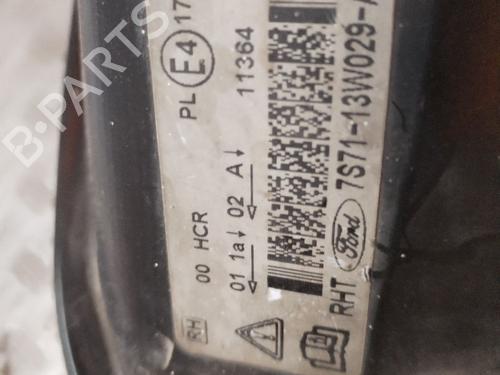 PL E4 17
00 HCR 11364
RH 01 1a 02 A
RHT Ford 7S71-13W029-A
B-PARTS